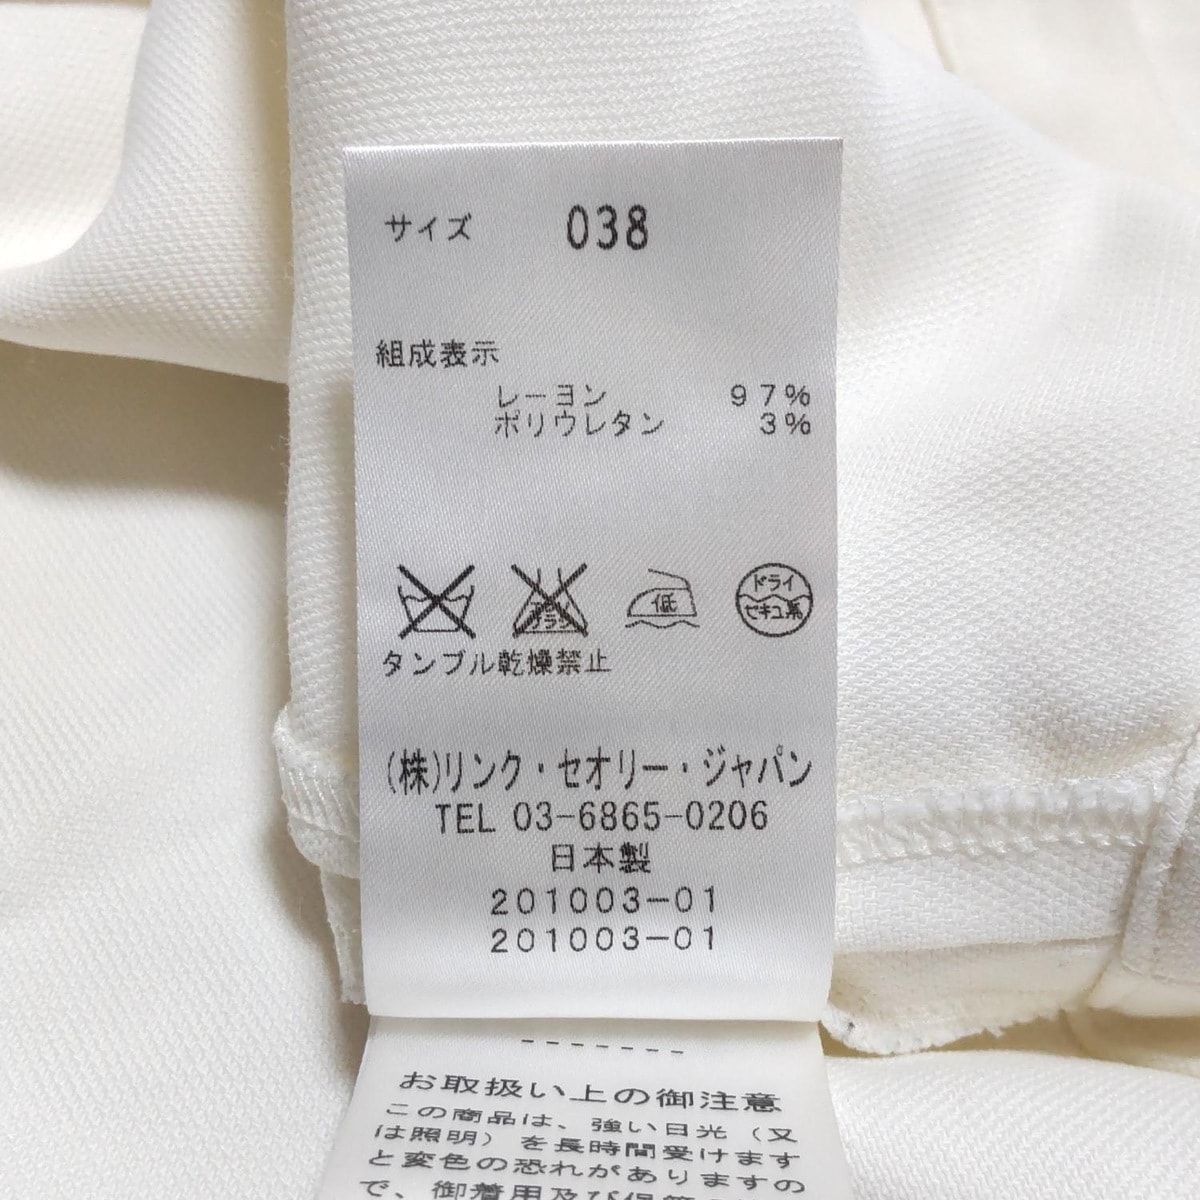 サイズ 038
組成表示
レーヨン 97%
ポリウレタン 3%
低
ドライ
セキユ系
タンブル乾燥禁止
(株)リンク・セオリー・ジャパン
TEL 03-6865-0206
日本製
201003-01
201003-01
-------
お取扱い上の御注意
この商品は、強い日光(又
は照明)を長時間受けます
と変色の恐れがありますの
で、御着用及び保管